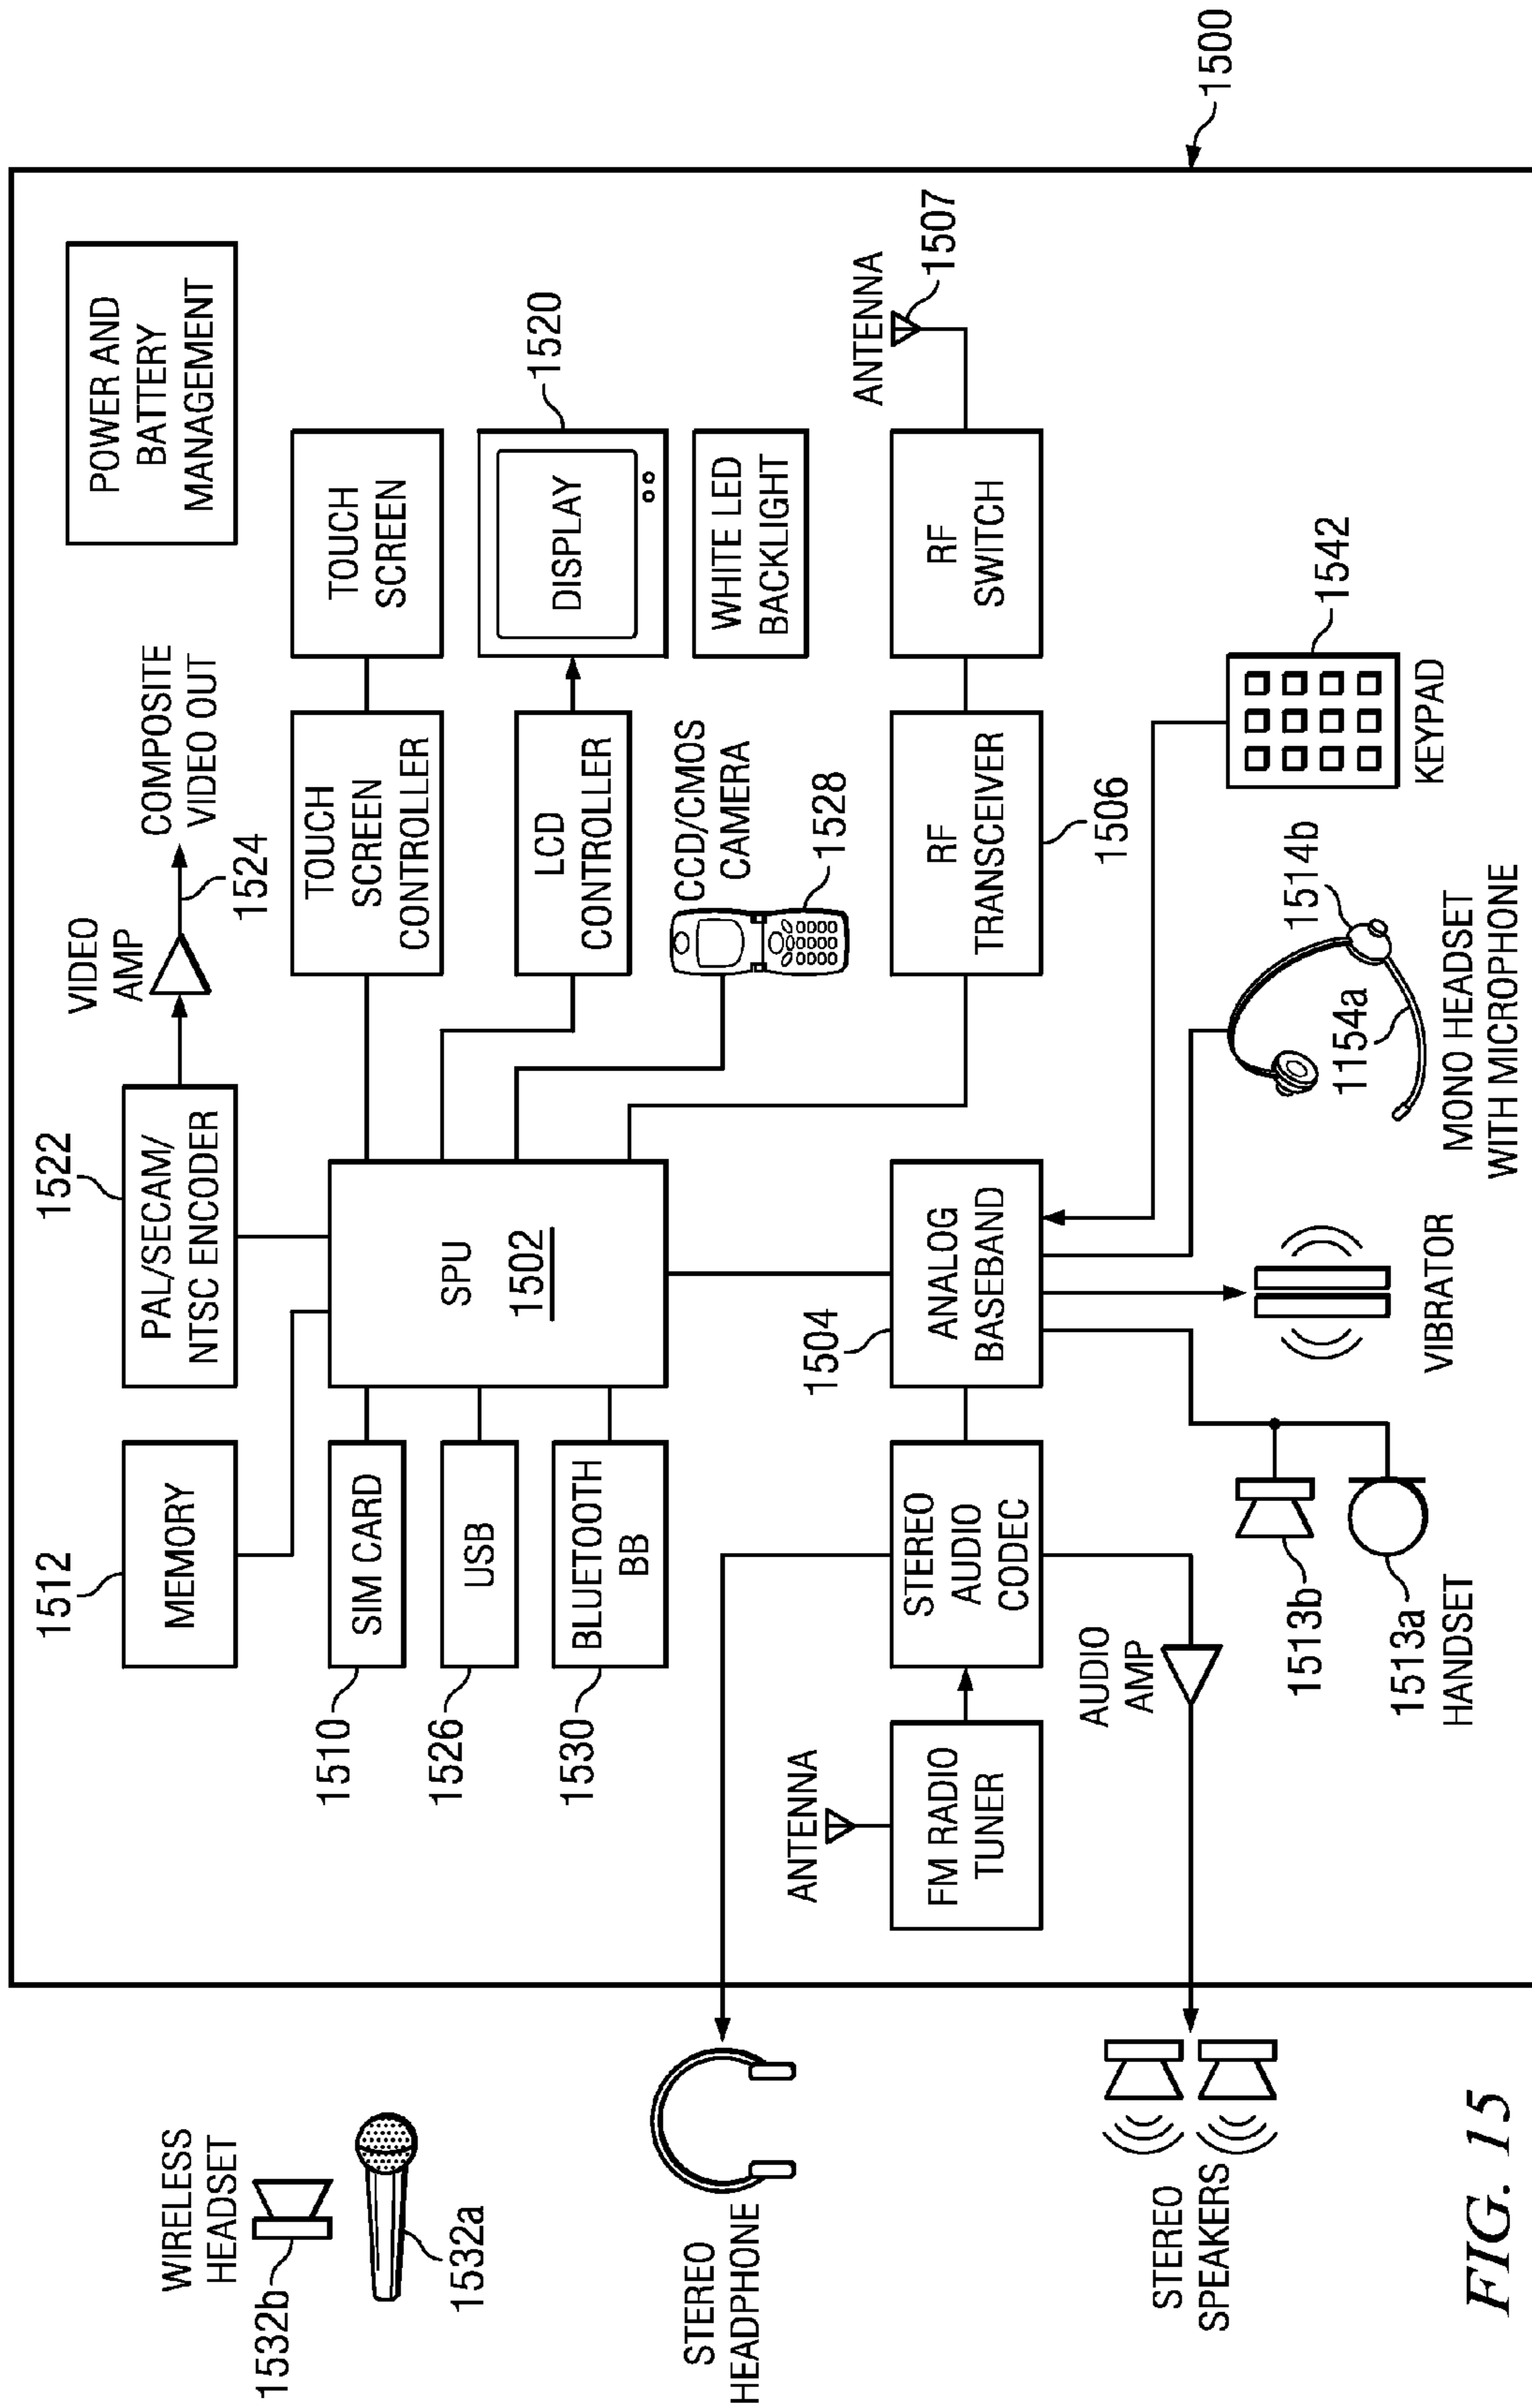 1512
MEMORY
1522
PAL/SECAM/
NTSC ENCODER
VIDEO
AMP
1524
COMPOSITE
VIDEO OUT
POWER AND
BATTERY
MANAGEMENT
WIRELESS
HEADSET
1532b
1532a
1510
SIM CARD
1526
USB
1530
BLUETOOTH
BB
SPU
1502
TOUCH
SCREEN
CONTROLLER
TOUCH
SCREEN
LCD
CONTROLLER
DISPLAY
1520
CCD/CMOS
CAMERA
1528
WHITE LED
BACKLIGHT
1500
STEREO
HEADPHONE
ANTENNA
FM RADIO
TUNER
STEREO
AUDIO
CODEC
1504
ANALOG
BASEBAND
RF
TRANSCEIVER
1506
RF
SWITCH
ANTENNA
1507
AUDIO
AMP
STEREO
SPEAKERS
1513b
1513a
HANDSET
VIBRATOR
1154a
1514b
MONO HEADSET
WITH MICROPHONE
1542
KEYPAD
FIG. 15